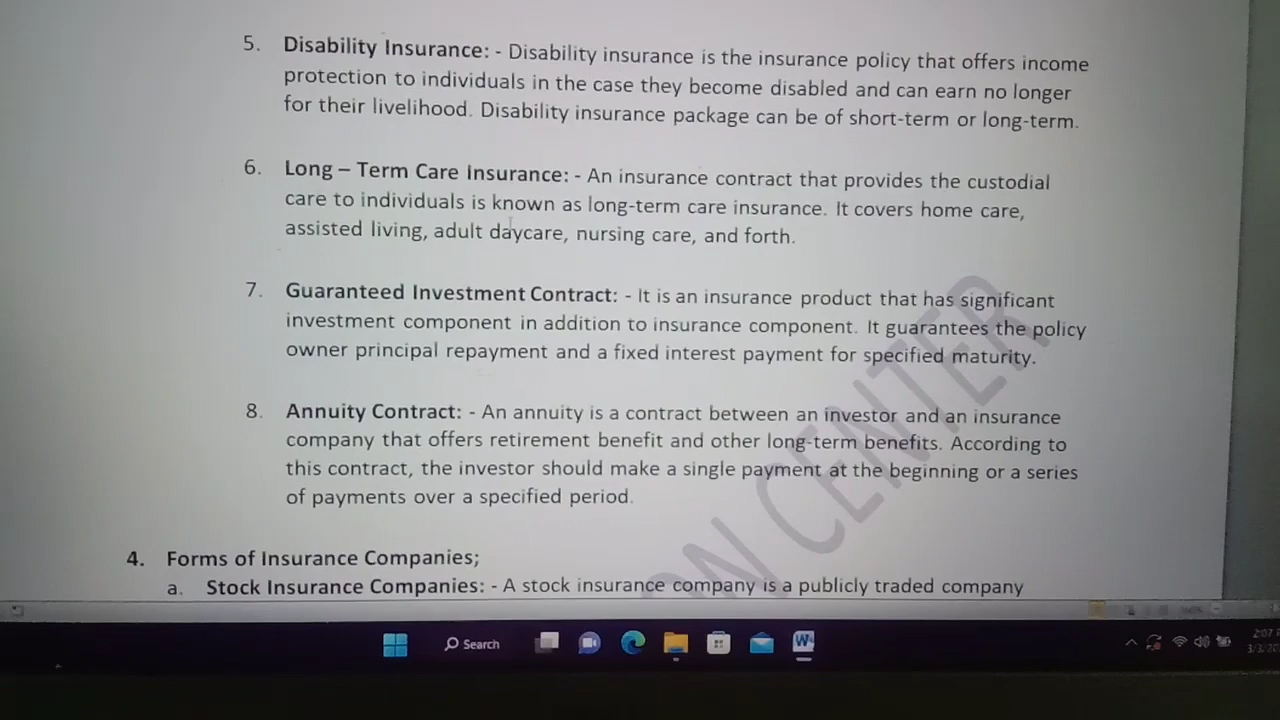 5. Disability Insurance: - Disability insurance is the insurance policy that offers income
protection to individuals in the case they become disabled and can earn no longer
for their livelihood. Disability insurance package can be of short-term or long-term.
6. Long – Term Care Insurance: - An insurance contract that provides the custodial
care to individuals is known as long-term care insurance. It covers home care,
assisted living, adult daycare, nursing care, and forth.
7. Guaranteed Investment Contract: - It is an insurance product that has significant
investment component in addition to insurance component. It guarantees the policy
owner principal repayment and a fixed interest payment for specified maturity.
8. Annuity Contract: - An annuity is a contract between an investor and an insurance
company that offers retirement benefit and other long-term benefits. According to
this contract, the investor should make a single payment at the beginning or a series
of payments over a specified period.
4. Forms of Insurance Companies;
a. Stock Insurance Companies: - A stock insurance company is a publicly traded company
CENTER
Search
2:07
3/3/20